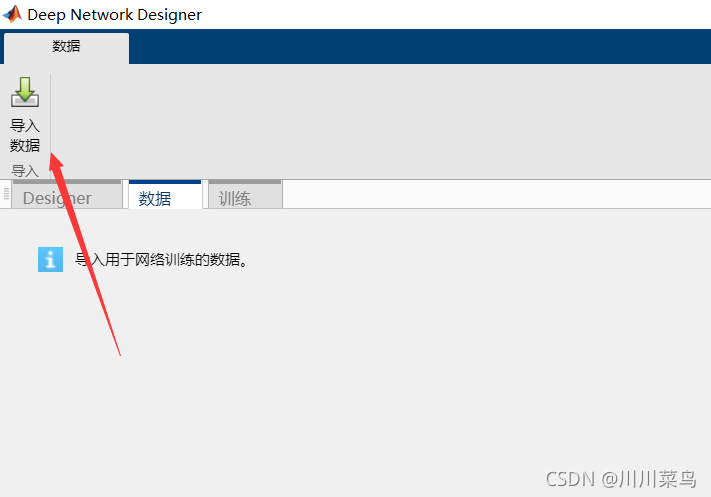 Deep Network Designer
数据
导入
数据
导入
Designer 数据 训练
导入用于网络训练的数据。
CSDN @川川菜鸟